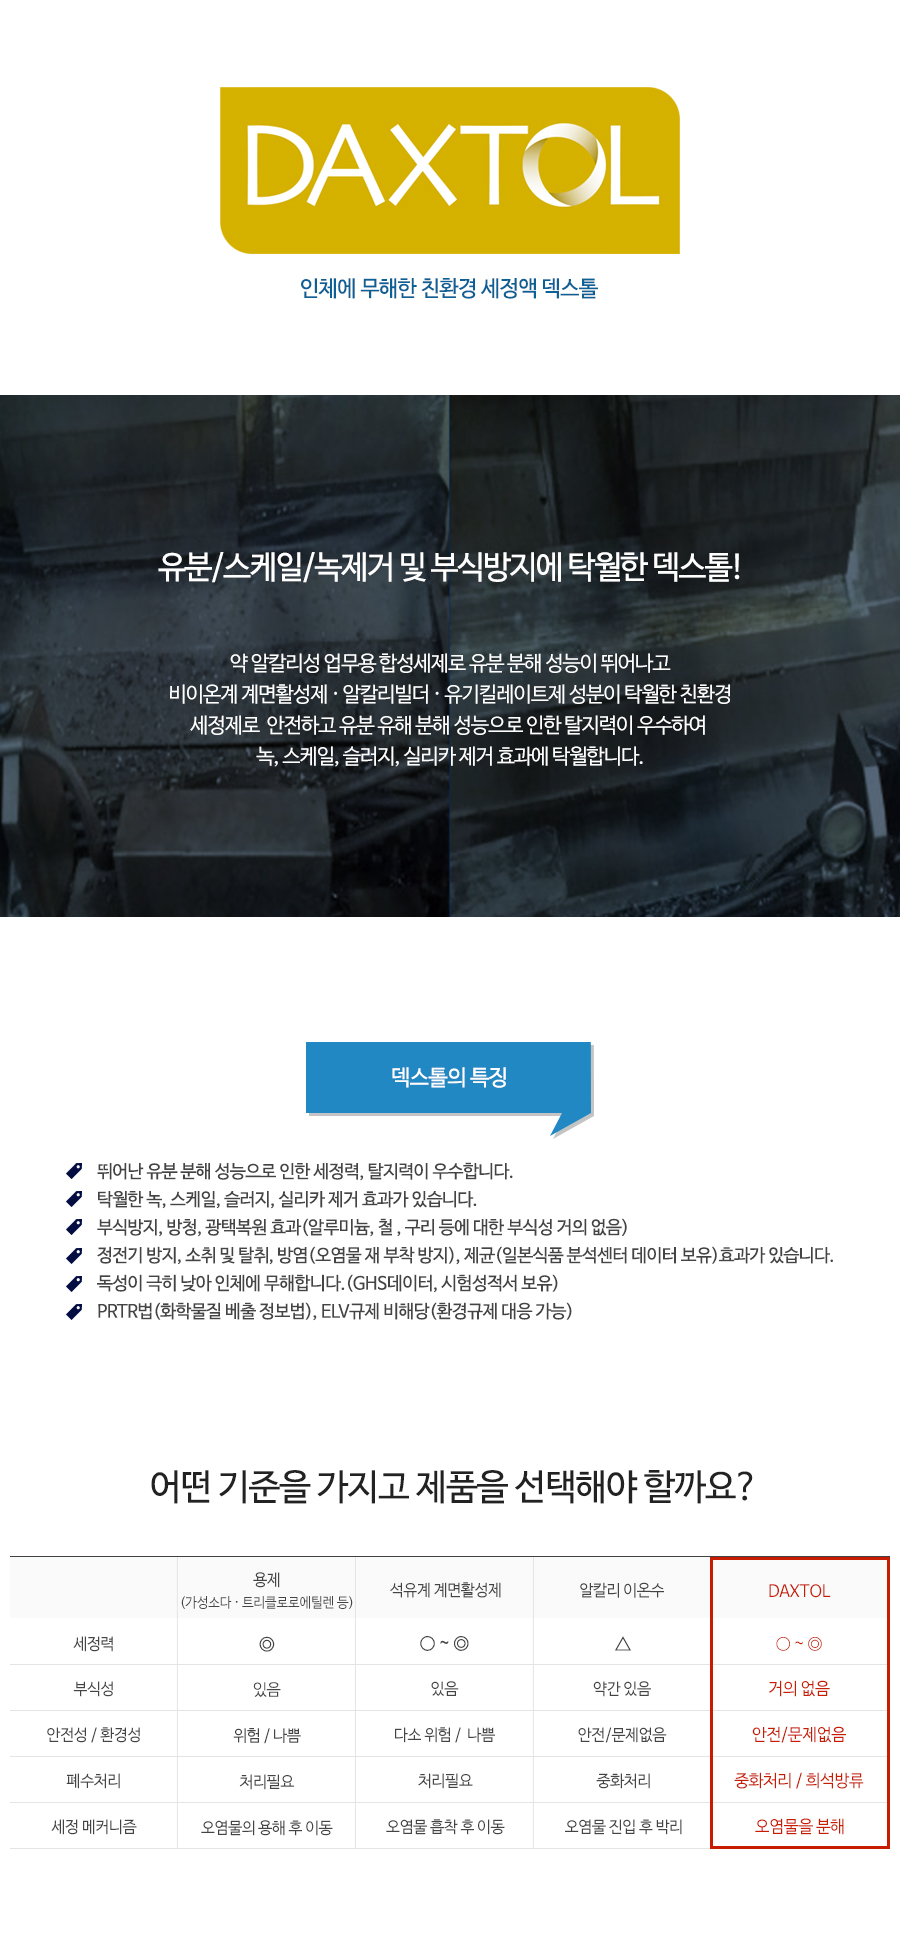 DAXTOL
인체에 무해한 친환경 세정액 덱스톨
유분/스케일/녹제거 및 부식방지에 탁월한 덱스톨!
약 알칼리성 업무용 합성세제로 유분 분해 성능이 뛰어나고
비이온계 계면활성제 · 알칼리빌더 · 유기킬레이트제 성분이 탁월한 친환경
세정제로 안전하고 유분 유해 분해 성능으로 인한 탈지력이 우수하여
녹, 스케일, 슬러지, 실리카 제거 효과에 탁월합니다.
덱스톨의 특징
뛰어난 유분 분해 성능으로 인한 세정력, 탈지력이 우수합니다.
탁월한 녹, 스케일, 슬러지, 실리카 제거 효과가 있습니다.
부식방지, 방청, 광택복원 효과(알루미늄, 철 , 구리 등에 대한 부식성 거의 없음)
정전기 방지, 소취 및 탈취, 방염(오염물 재 부착 방지), 제균(일본식품 분석센터 데이터 보유)효과가 있습니다.
독성이 극히 낮아 인체에 무해합니다.(GHS데이터, 시험성적서 보유)
PRTR법(화학물질 베출 정보법), ELV규제 비해당(환경규제 대응 가능)
어떤 기준을 가지고 제품을 선택해야 할까요?
용제 석유계 계면활성제 알칼리 이온수 DAXTOL
(가성소다 · 트리클로로에틸렌 등)
세정력 ◎ ○ ~ ◎ △ ○ ~ ◎
부식성 있음 있음 약간 있음 거의 없음
안전성 / 환경성 위험 / 나쁨 다소 위험 / 나쁨 안전/문제없음 안전/문제없음
폐수처리 처리필요 처리필요 중화처리 중화처리 / 희석방류
세정 메커니즘 오염물의 용해 후 이동 오염물 흡착 후 이동 오염물 진입 후 박리 오염물을 분해